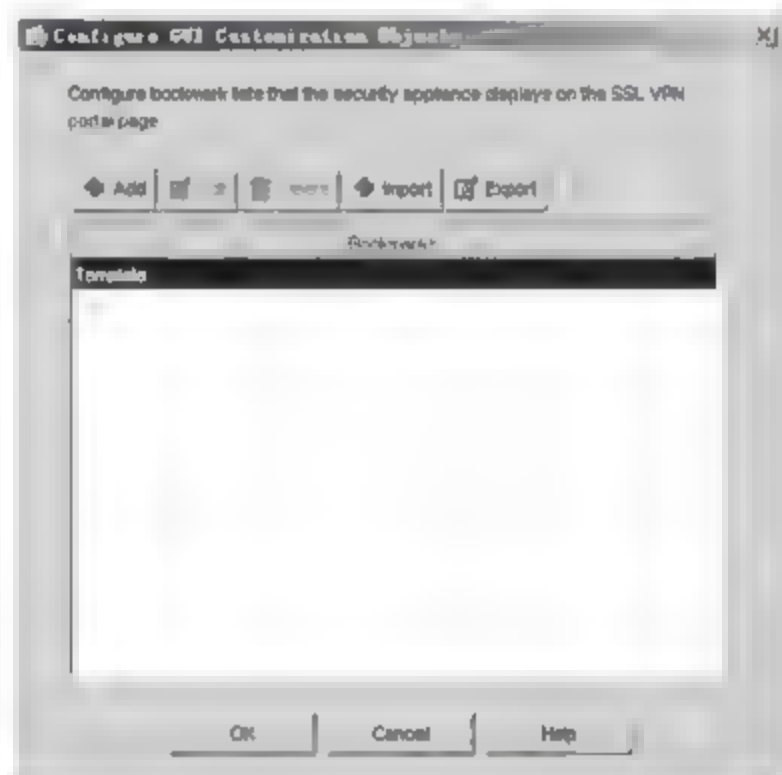 Configure GUI Customization Objects
Configure bookmark lists that the security appliance displays on the SSL VPN
portal page
Add
Import
Export
Bookmarks
Template
OK
Cancel
Help